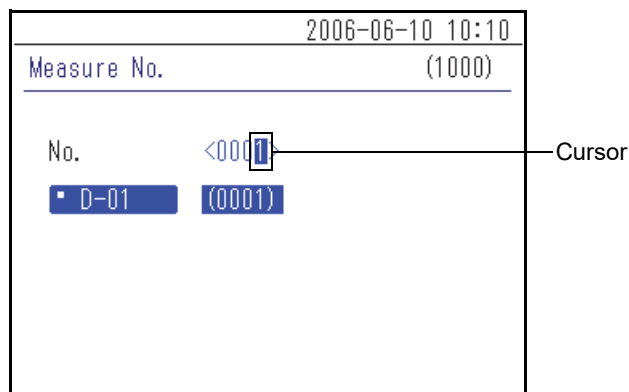 2006-06-10 10:10
Measure No. (1000)
No. <0001> Cursor
▪ D-01 (0001)